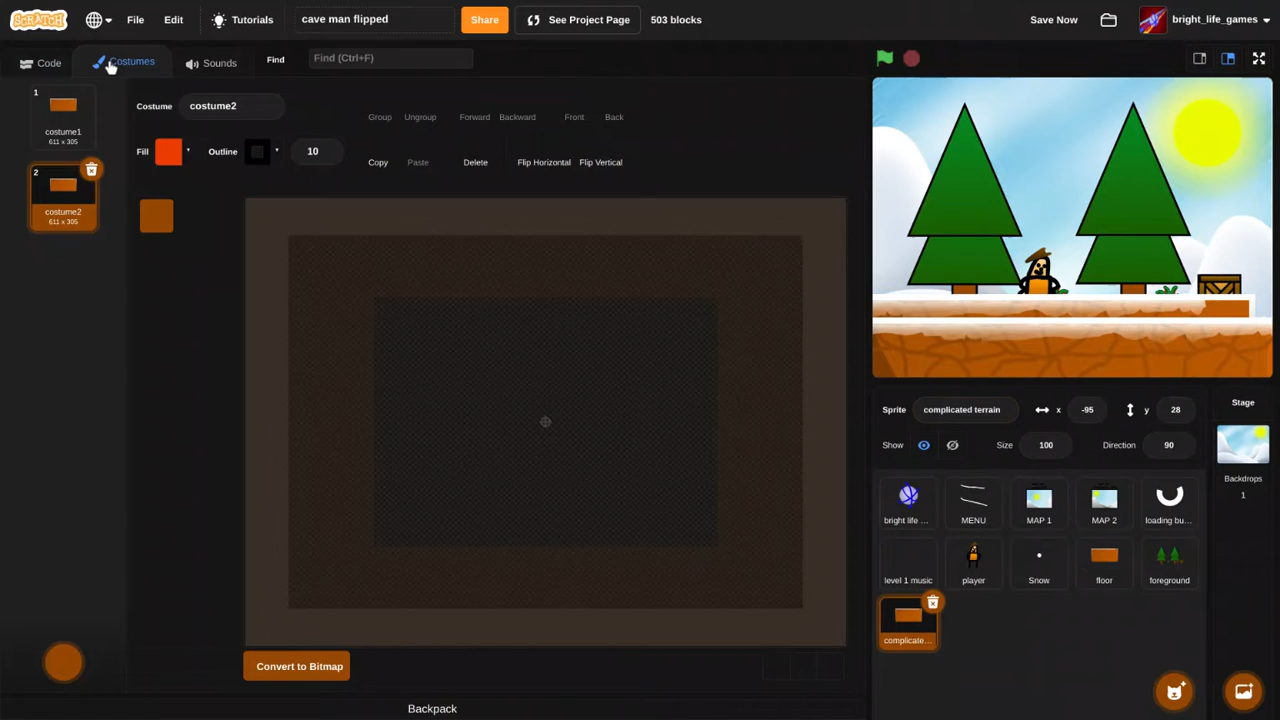 SCRATCH File Edit Tutorials cave man flipped Share See Project Page 503 blocks Save Now bright_life_games
Code Costumes Sounds Find Find (Ctrl+F)
1
costume1
611 x 305
2
costume2
611 x 305
Costume costume2 Group Ungroup Forward Backward Front Back
Fill Outline 10 Copy Paste Delete Flip Horizontal Flip Vertical
Convert to Bitmap
Backpack
Sprite complicated terrain x -95 y 28
Show Size 100 Direction 90
Stage
Backdrops
1
bright life ... MENU MAP 1 MAP 2 loading bu...
level 1 music player Snow floor foreground
complicate...